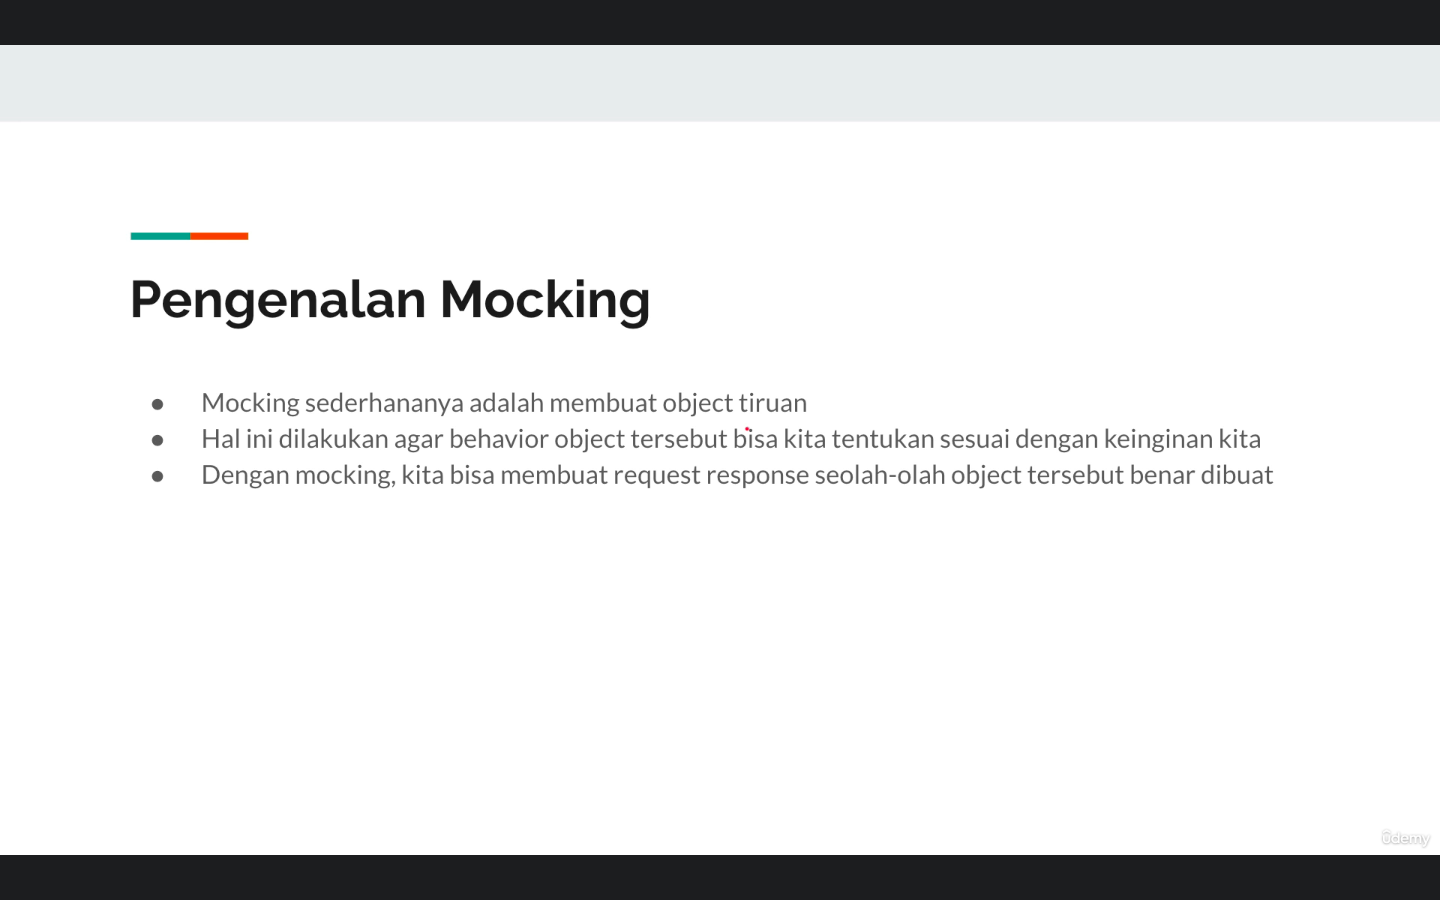 Pengenalan Mocking
● Mocking sederhananya adalah membuat object tiruan
● Hal ini dilakukan agar behavior object tersebut bisa kita tentukan sesuai dengan keinginan kita
● Dengan mocking, kita bisa membuat request response seolah-olah object tersebut benar dibuat
ûdemy